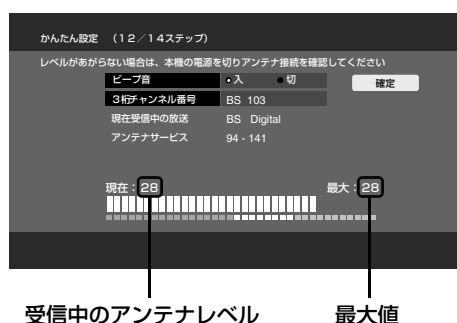 かんたん設定　（１２／１４ステップ）
レベルがあがらない場合は、本機の電源を切りアンテナ接続を確認してください
ビープ音 入 切 確定
３桁チャンネル番号 BS 103
現在受信中の放送 BS Digital
アンテナサービス 94 - 141
現在：28 最大：28
受信中のアンテナレベル 最大値